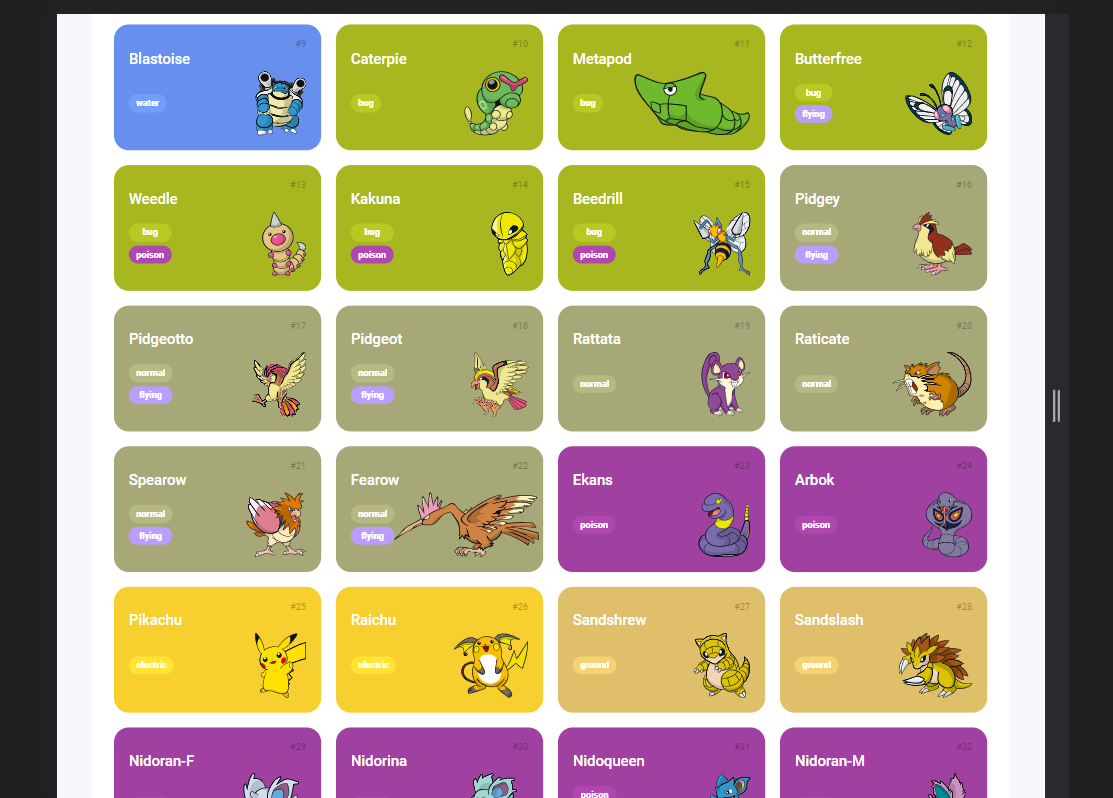 #9
Blastoise
water
#10
Caterpie
bug
#11
Metapod
bug
#12
Butterfree
bug
flying
#13
Weedle
bug
poison
#14
Kakuna
bug
poison
#15
Beedrill
bug
poison
#16
Pidgey
normal
flying
#17
Pidgeotto
normal
flying
#18
Pidgeot
normal
flying
#19
Rattata
normal
#20
Raticate
normal
#21
Spearow
normal
flying
#22
Fearow
normal
flying
#23
Ekans
poison
#24
Arbok
poison
#25
Pikachu
electric
#26
Raichu
electric
#27
Sandshrew
ground
#28
Sandslash
ground
#29
Nidoran-F
#30
Nidorina
#31
Nidoqueen
poison
#32
Nidoran-M